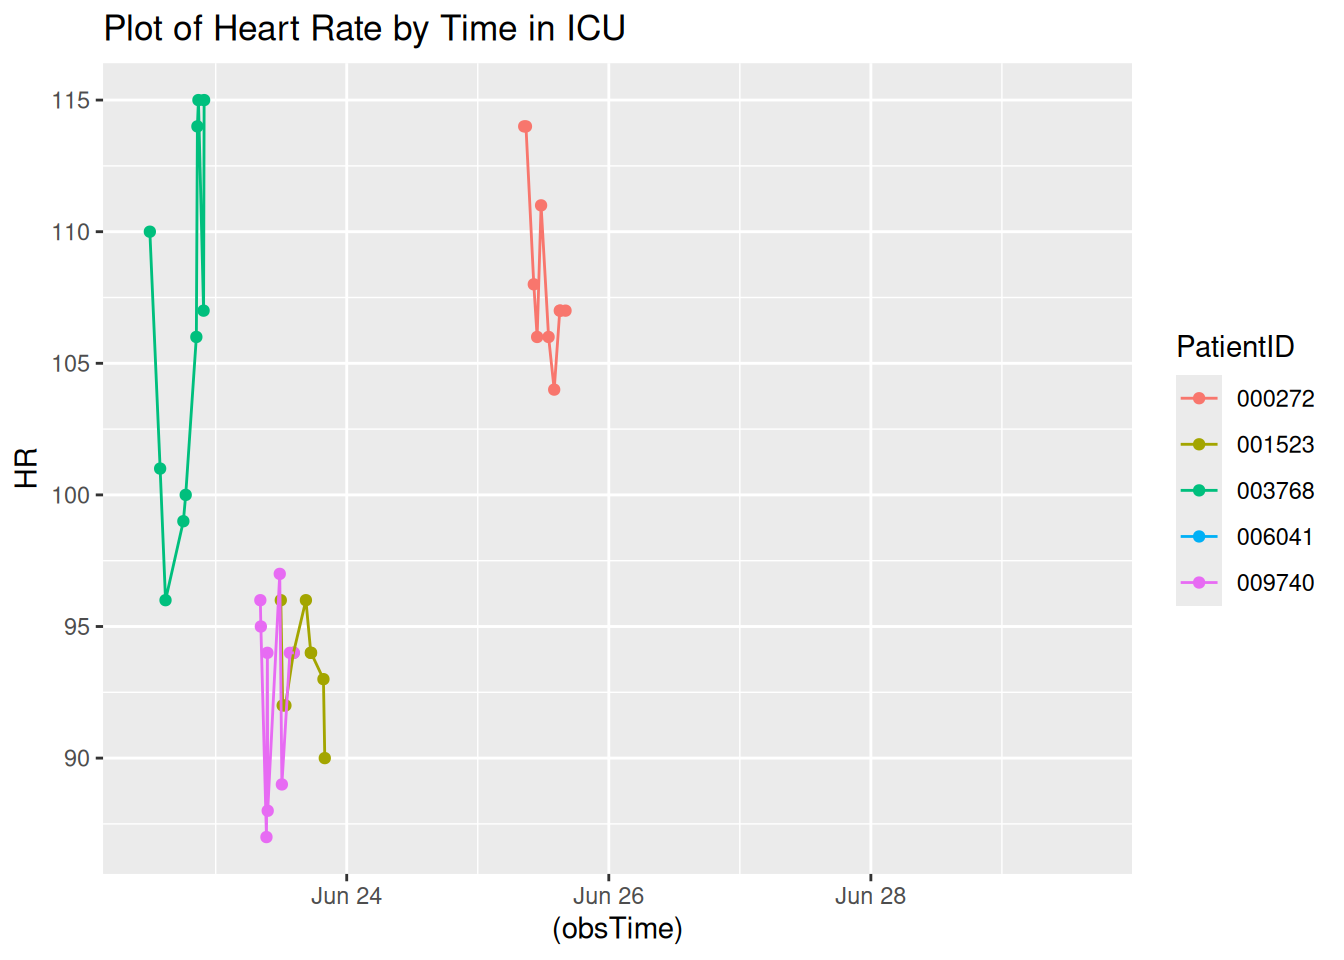 Plot of Heart Rate by Time in ICU
115
110
105
100
95
90
HR
Jun 24
Jun 26
Jun 28
(obsTime)
PatientID
000272
001523
003768
006041
009740